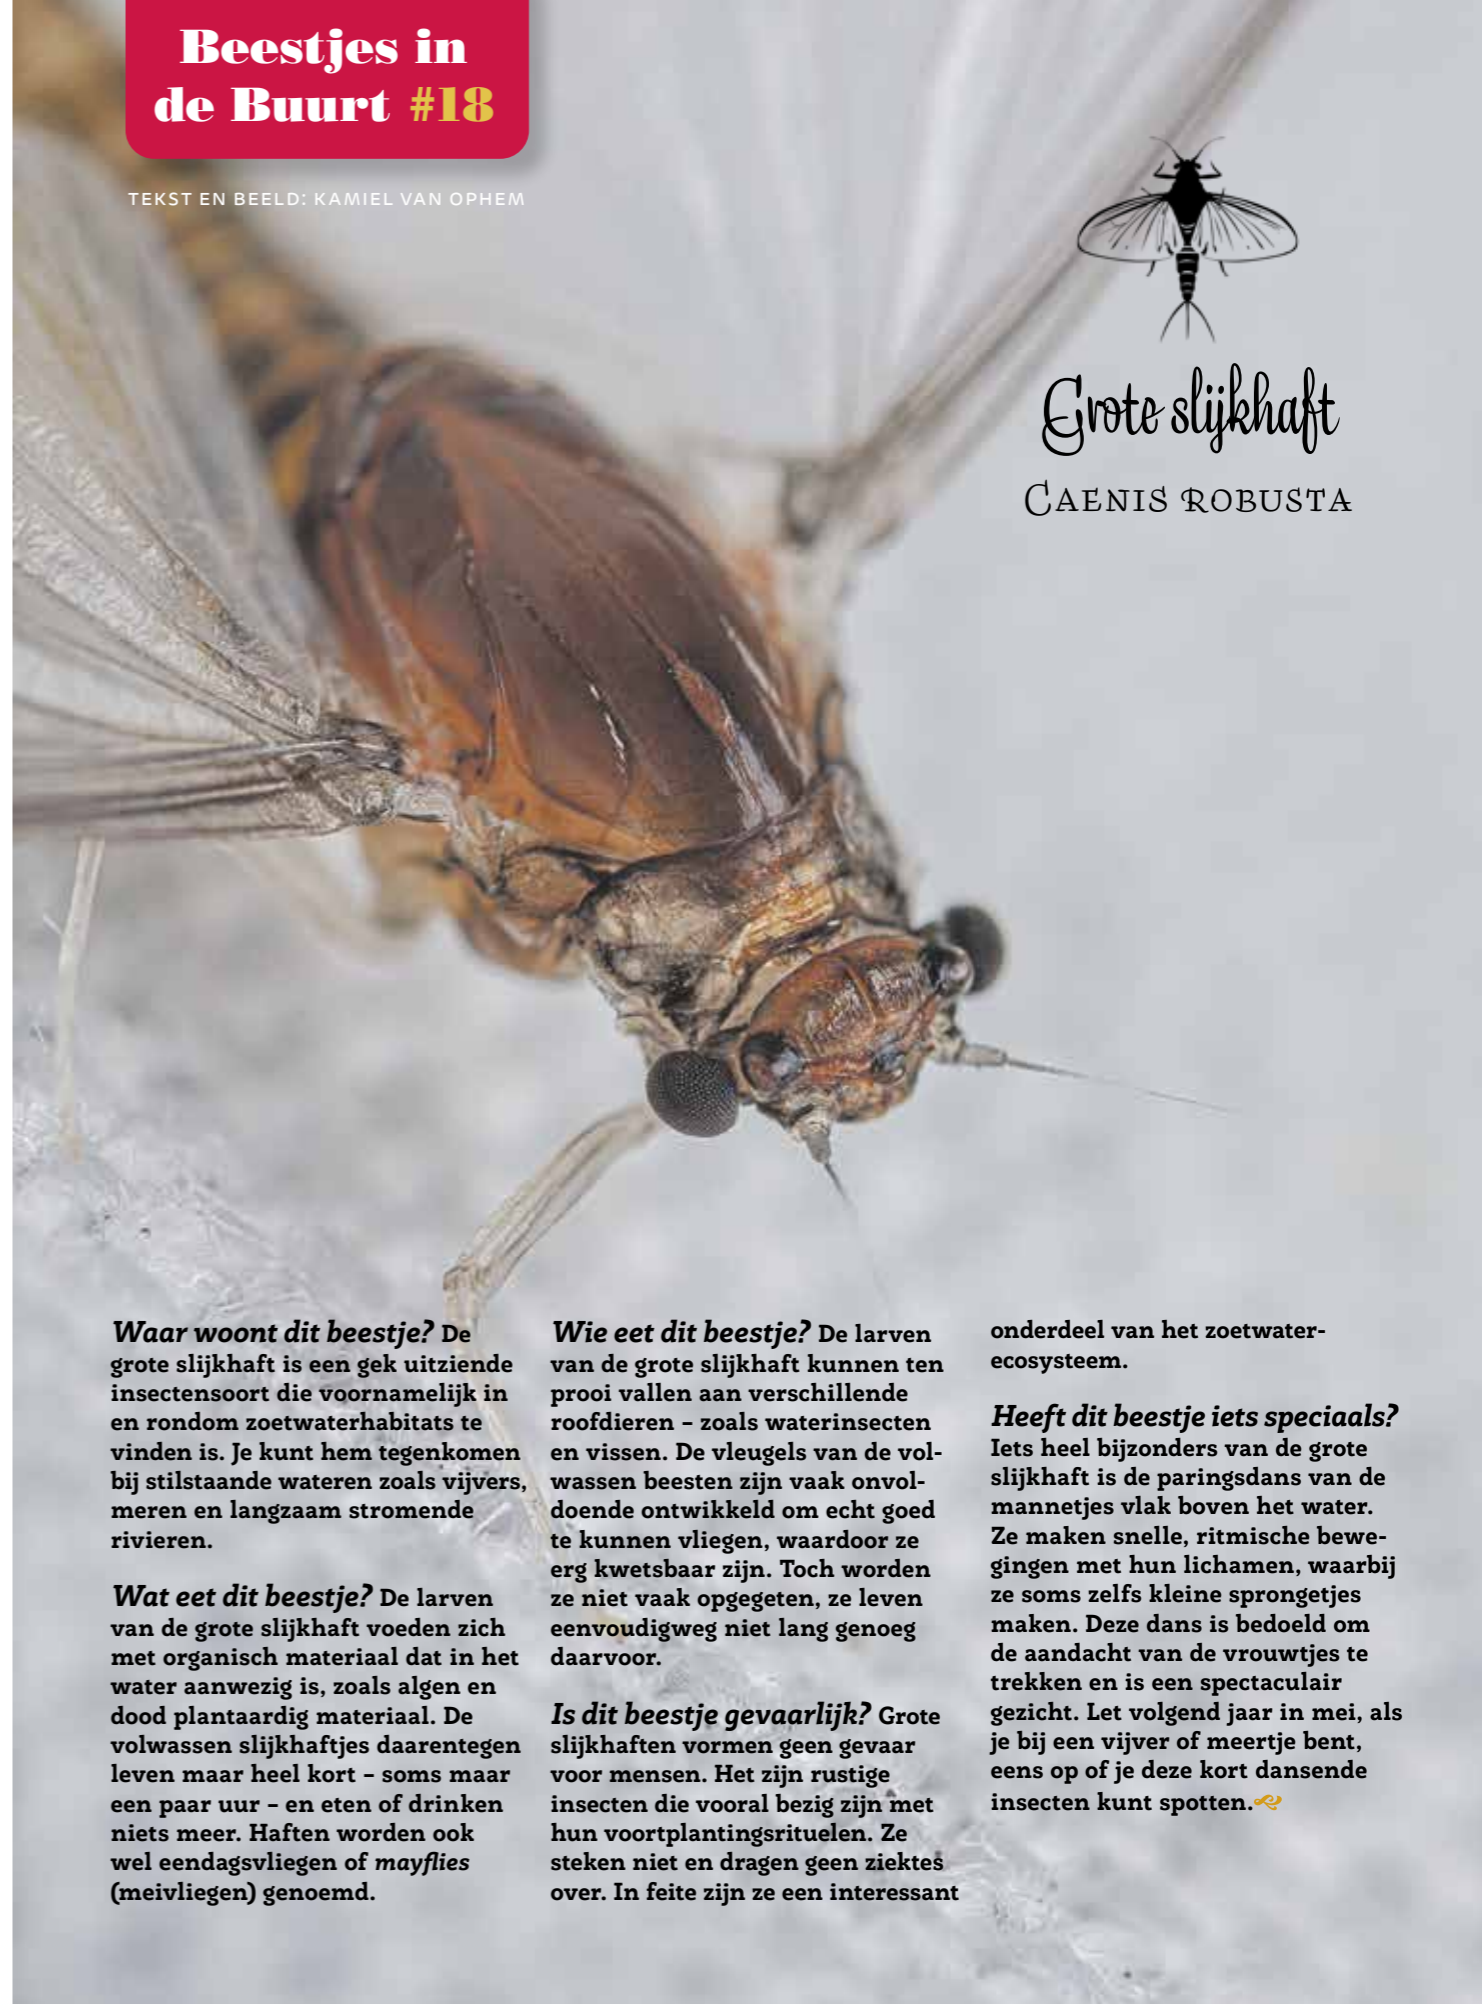 Beestjes in
de Buurt #18
TEKST EN BEELD: KAMIEL VAN OPHEM
Grote slijkhaft
CAENIS ROBUSTA
Waar woont dit beestje? De
grote slijkhaft is een gek uitziende
insectensoort die voornamelijk in
en rondom zoetwaterhabitats te
vinden is. Je kunt hem tegenkomen
bij stilstaande wateren zoals vijvers,
meren en langzaam stromende
rivieren.
Wat eet dit beestje? De larven
van de grote slijkhaft voeden zich
met organisch materiaal dat in het
water aanwezig is, zoals algen en
dood plantaardig materiaal. De
volwassen slijkhaftjes daarentegen
leven maar heel kort – soms maar
een paar uur – en eten of drinken
niets meer. Haften worden ook
wel eendagsvliegen of mayflies
(meivliegen) genoemd.
Wie eet dit beestje? De larven
van de grote slijkhaft kunnen ten
prooi vallen aan verschillende
roofdieren – zoals waterinsecten
en vissen. De vleugels van de vol-
wassen beesten zijn vaak onvol-
doende ontwikkeld om echt goed
te kunnen vliegen, waardoor ze
erg kwetsbaar zijn. Toch worden
ze niet vaak opgegeten, ze leven
eenvoudigweg niet lang genoeg
daarvoor.
Is dit beestje gevaarlijk? Grote
slijkhaften vormen geen gevaar
voor mensen. Het zijn rustige
insecten die vooral bezig zijn met
hun voortplantingsrituelen. Ze
steken niet en dragen geen ziektes
over. In feite zijn ze een interessant
onderdeel van het zoetwater-
ecosysteem.
Heeft dit beestje iets speciaals?
Iets heel bijzonders van de grote
slijkhaft is de paringsdans van de
mannetjes vlak boven het water.
Ze maken snelle, ritmische bewe-
gingen met hun lichamen, waarbij
ze soms zelfs kleine sprongetjes
maken. Deze dans is bedoeld om
de aandacht van de vrouwtjes te
trekken en is een spectaculair
gezicht. Let volgend jaar in mei, als
je bij een vijver of meertje bent,
eens op of je deze kort dansende
insecten kunt spotten.